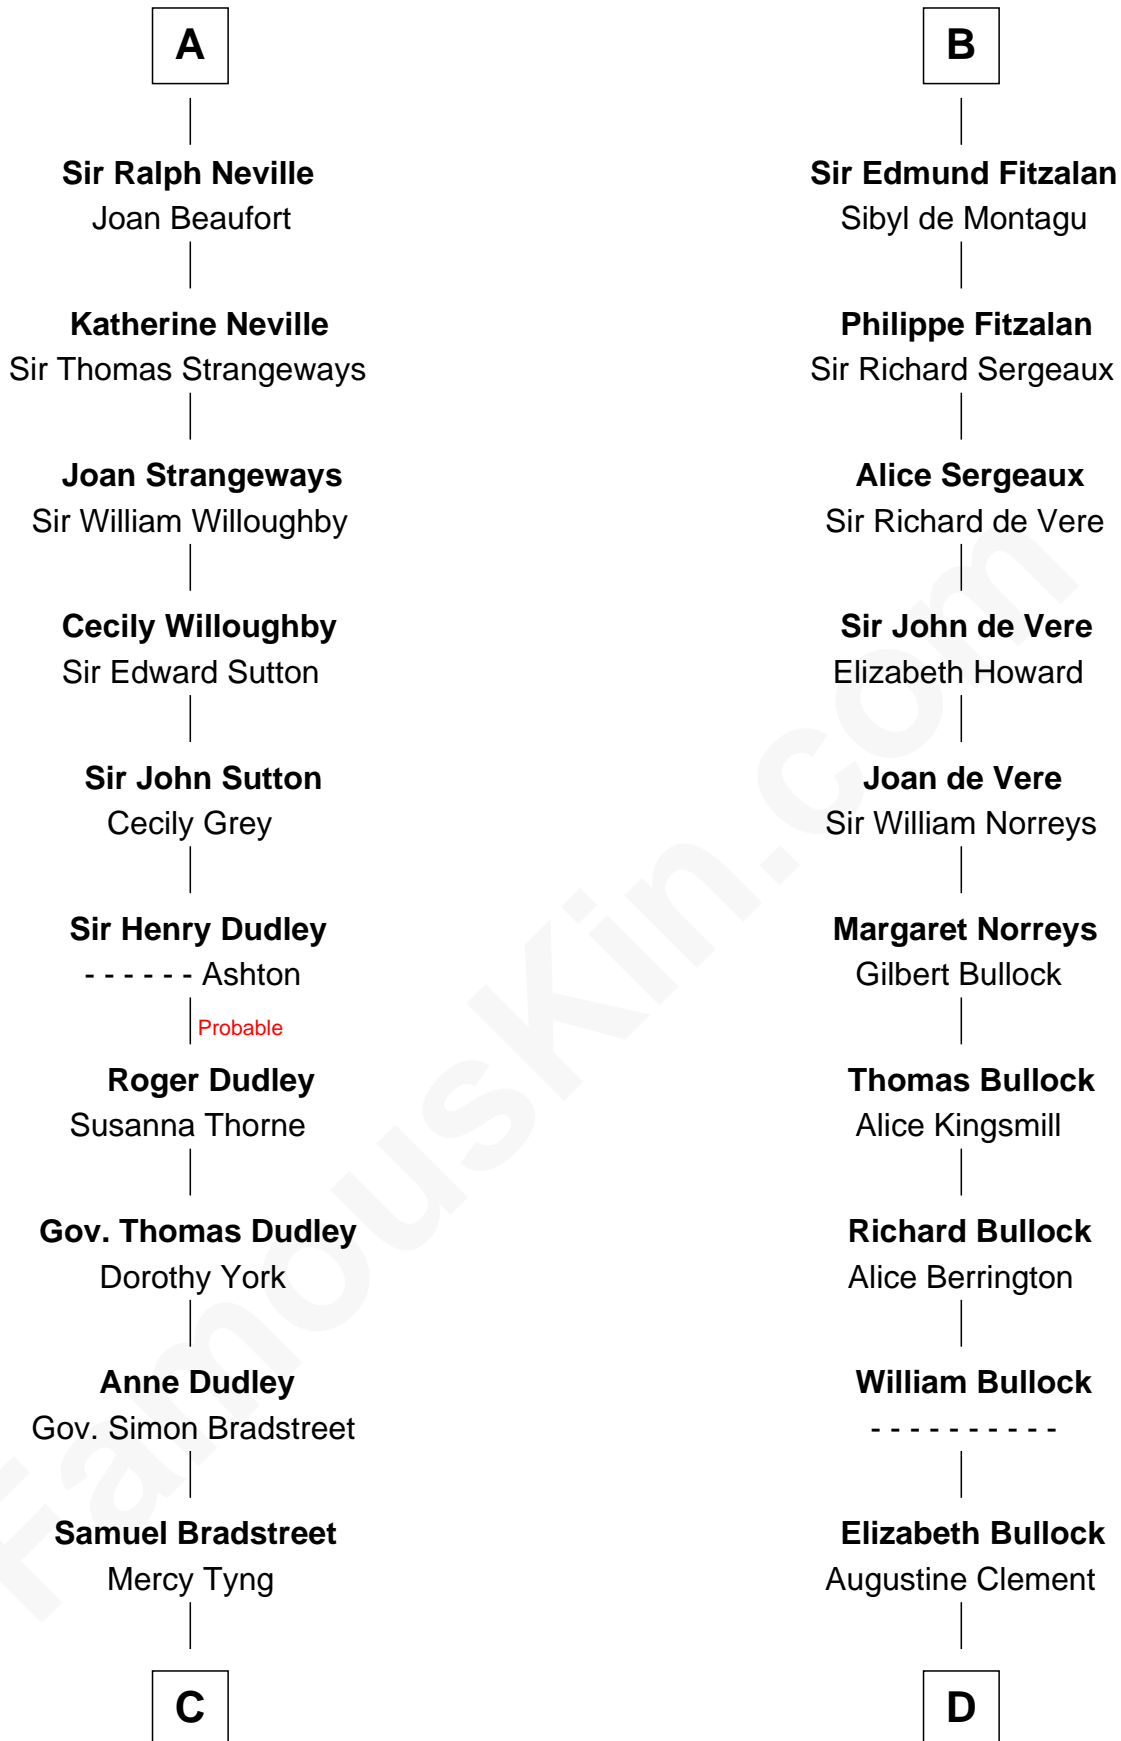 A
Sir Ralph Neville
Joan Beaufort
Katherine Neville
Sir Thomas Strangeways
Joan Strangeways
Sir William Willoughby
Cecily Willoughby
Sir Edward Sutton
Sir John Sutton
Cecily Grey
Sir Henry Dudley
- - - - - - Ashton
Probable
Roger Dudley
Susanna Thorne
Gov. Thomas Dudley
Dorothy York
Anne Dudley
Gov. Simon Bradstreet
Samuel Bradstreet
Mercy Tyng
C
B
Sir Edmund Fitzalan
Sibyl de Montagu
Philippe Fitzalan
Sir Richard Sergeaux
Alice Sergeaux
Sir Richard de Vere
Sir John de Vere
Elizabeth Howard
Joan de Vere
Sir William Norreys
Margaret Norreys
Gilbert Bullock
Thomas Bullock
Alice Kingsmill
Richard Bullock
Alice Berrington
William Bullock
- - - - - - - - - -
Elizabeth Bullock
Augustine Clement
D
FamousKin.com